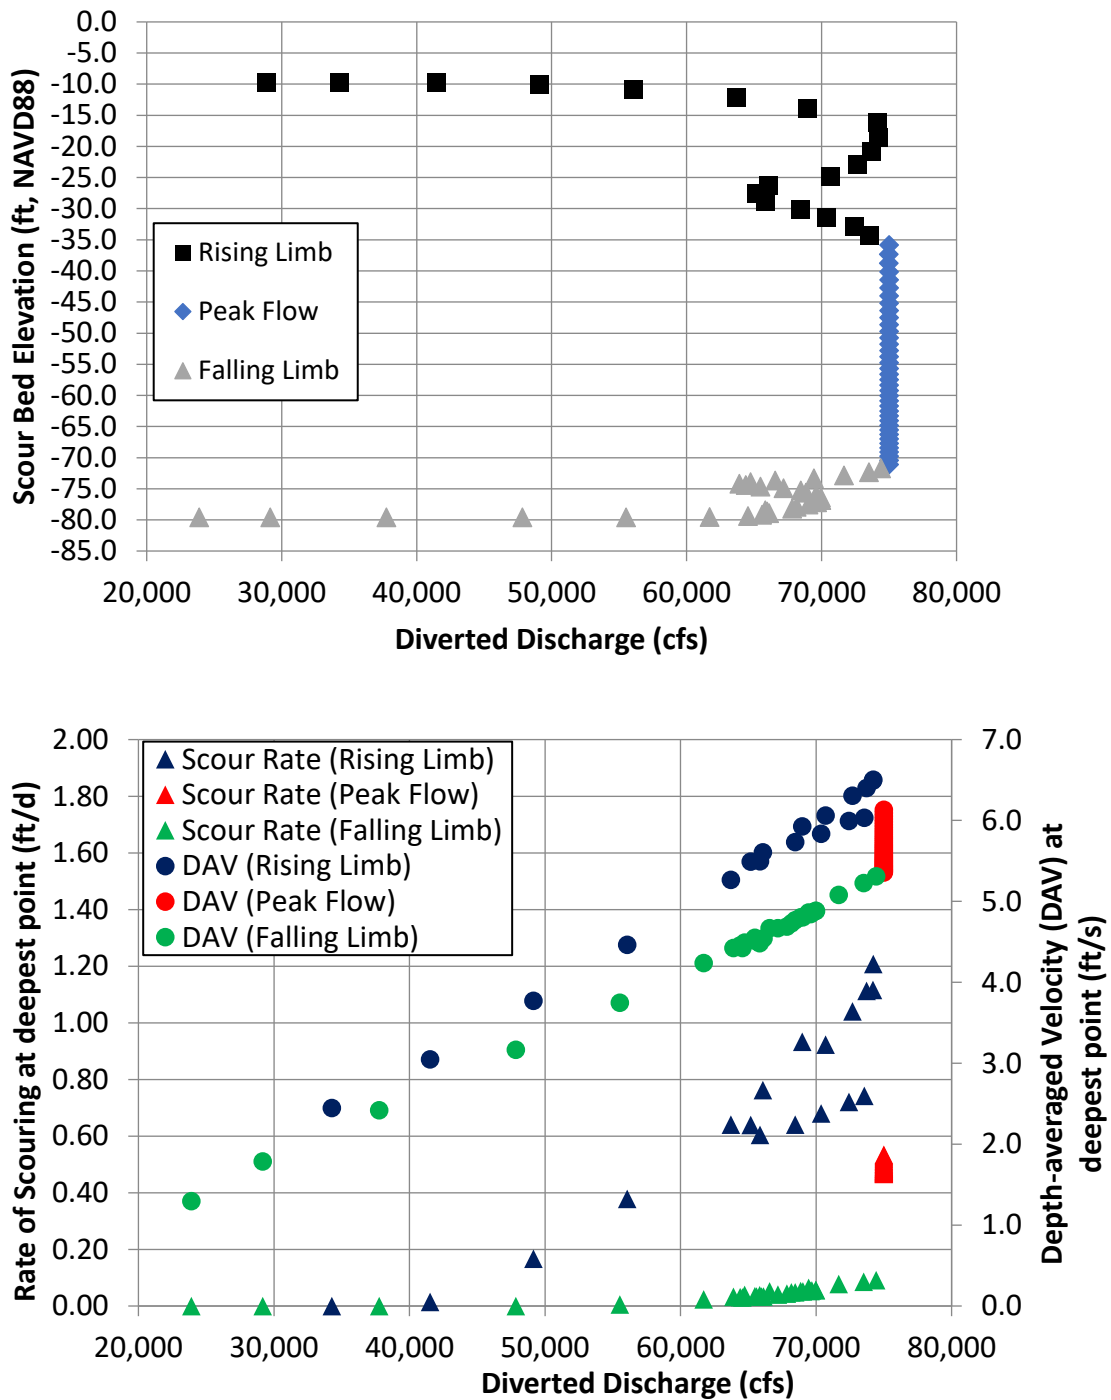 0.0
-5.0
-10.0
-15.0
-20.0
-25.0
-30.0
-35.0
-40.0
-45.0
-50.0
-55.0
-60.0
-65.0
-70.0
-75.0
-80.0
-85.0
Scour Bed Elevation (ft, NAVD88)
Rising Limb
Peak Flow
Falling Limb
20,000 30,000 40,000 50,000 60,000 70,000 80,000
Diverted Discharge (cfs)
2.00
1.80
1.60
1.40
1.20
1.00
0.80
0.60
0.40
0.20
0.00
Rate of Scouring at deepest point (ft/d)
Scour Rate (Rising Limb)
Scour Rate (Peak Flow)
Scour Rate (Falling Limb)
DAV (Rising Limb)
DAV (Peak Flow)
DAV (Falling Limb)
7.0
6.0
5.0
4.0
3.0
2.0
1.0
0.0
Depth-averaged Velocity (DAV) at
deepest point (ft/s)
20,000 30,000 40,000 50,000 60,000 70,000 80,000
Diverted Discharge (cfs)